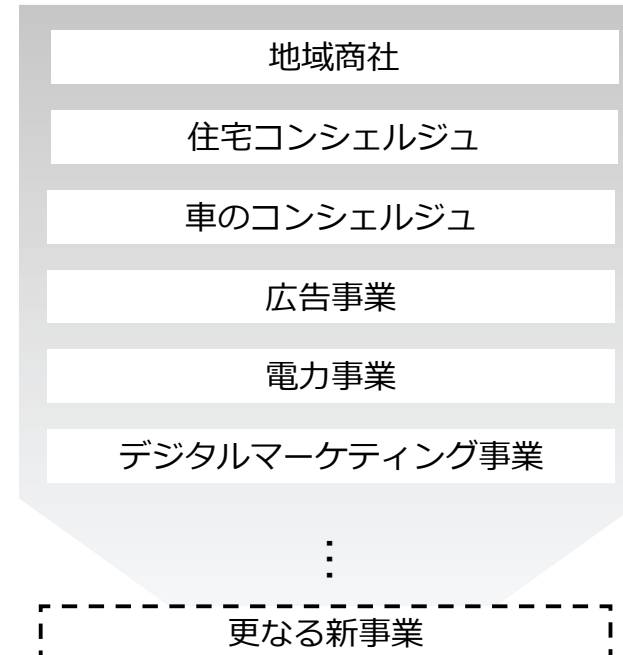 地域商社
住宅コンシェルジュ
車のコンシェルジュ
広告事業
電力事業
デジタルマーケティング事業
⋮
更なる新事業